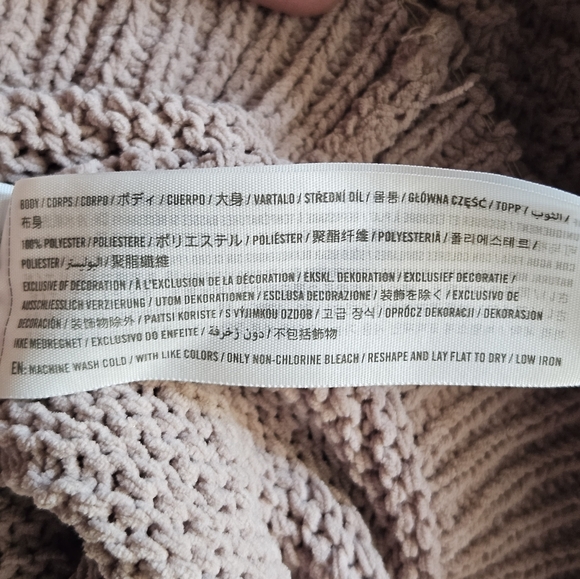 BODY / CORPS / CORPO / ボディ / CUERPO / 大身 / VARTALO / STŘEDNÍ DÍL / 몸통 / GŁÓWNA CZĘŚĆ / TOPP / الثوب /
布身
100% POLYESTER / POLIESTERE / ポリエステル / POLIÉSTER / 聚酯纤维 / POLYESTERIÄ / 폴리에스테르 /
POLIESTER / البوليستر / 聚脂纖維
EXCLUSIVE OF DECORATION / À L'EXCLUSION DE LA DÉCORATION / EKSKL. DEKORATION / EXCLUSIEF DECORATIE /
AUSSCHLIESSLICH VERZIERUNG / UTOM DEKORATIONEN / ESCLUSA DECORAZIONE / 装飾を除く / EXCLUSIVO DE
DECORACIÓN / 装饰物除外 / PAITSI KORISTE / S VÝJIMKOU OZDOB / 고급 장식 / OPRÓCZ DEKORACJI / DEKORASJON
IKKE MEDREGNET / EXCLUSIVO DO ENFEITE / دون زخرفة / 不包括飾物
EN: MACHINE WASH COLD / WITH LIKE COLORS / ONLY NON-CHLORINE BLEACH / RESHAPE AND LAY FLAT TO DRY / LOW IRON